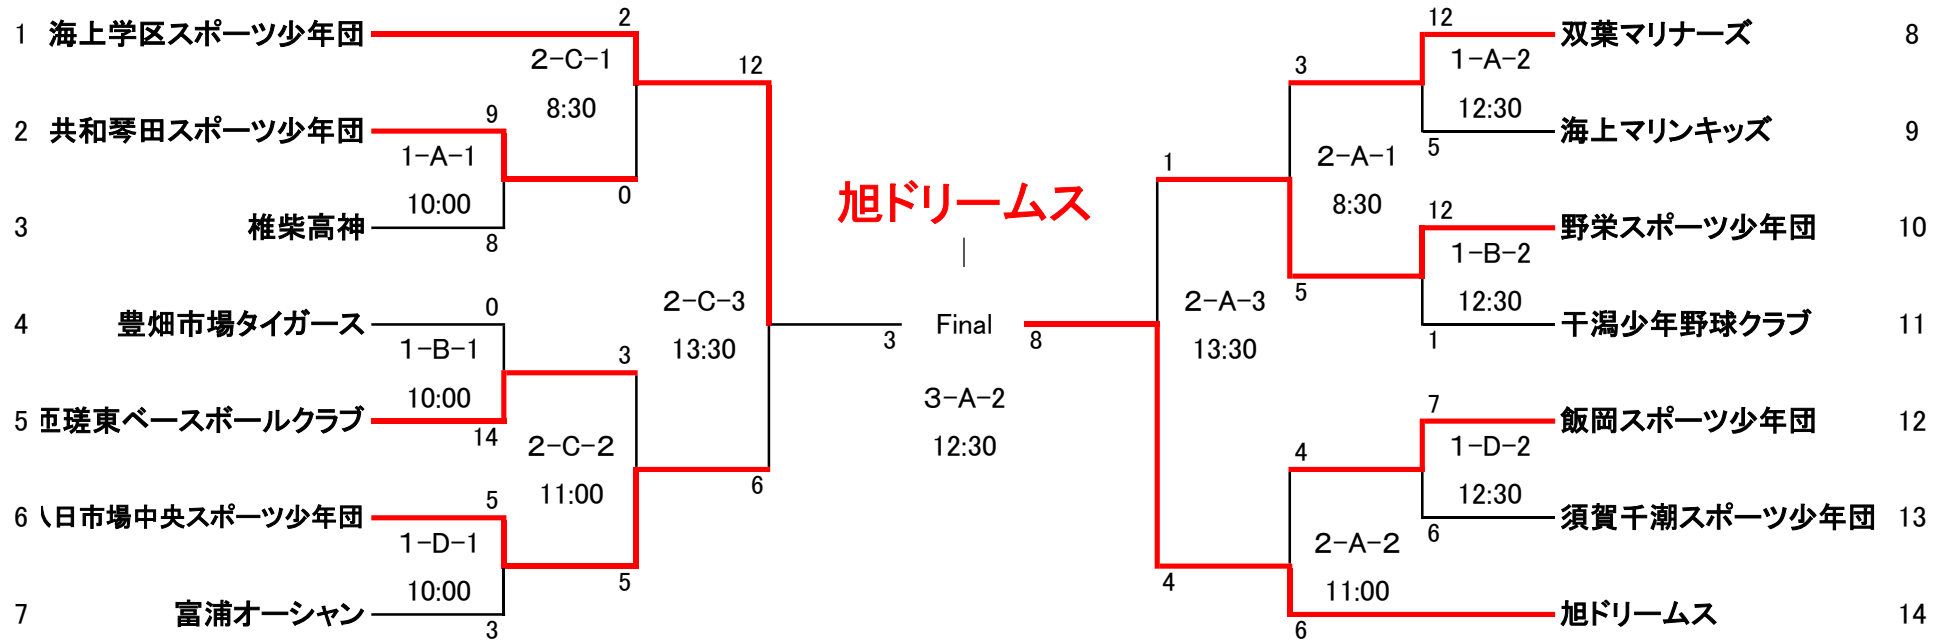 1 海上学区スポーツ少年団
2
2-C-1
8:30
12
2 共和琴田スポーツ少年団
9
1-A-1
10:00
0
3 椎柴高神
8
2-C-3
13:30
4 豊畑市場タイガース
0
1-B-1
10:00
3
5 匝瑳東ベースボールクラブ
14
2-C-2
11:00
6
6 八日市場中央スポーツ少年団
5
1-D-1
10:00
5
7 富浦オーシャン
3
旭ドリームス
3 Final 8
3-A-2
12:30
12
双葉マリナーズ 8
1-A-2
12:30
3
5
海上マリンキッズ 9
2-A-1
8:30
1
12
野栄スポーツ少年団 10
1-B-2
12:30
5
1
干潟少年野球クラブ 11
2-A-3
13:30
7
飯岡スポーツ少年団 12
1-D-2
12:30
4
6
須賀千潮スポーツ少年団 13
2-A-2
11:00
4
6
旭ドリームス 14